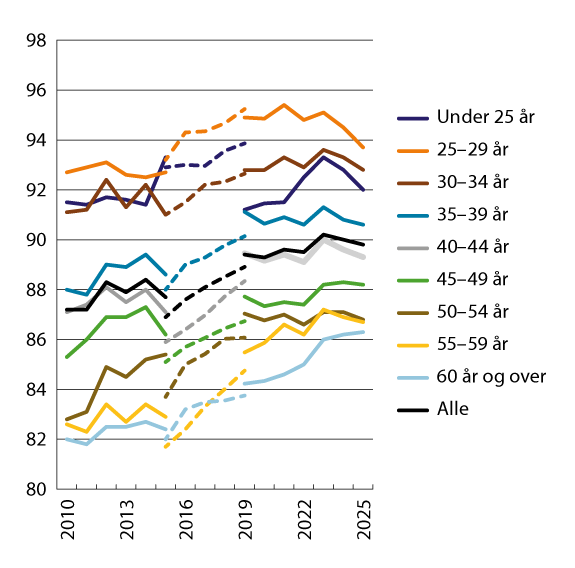 98
96
94
92
90
88
86
84
82
80
2010
2013
2016
2019
2022
2025
Under 25 år
25–29 år
30–34 år
35–39 år
40–44 år
45–49 år
50–54 år
55–59 år
60 år og over
Alle